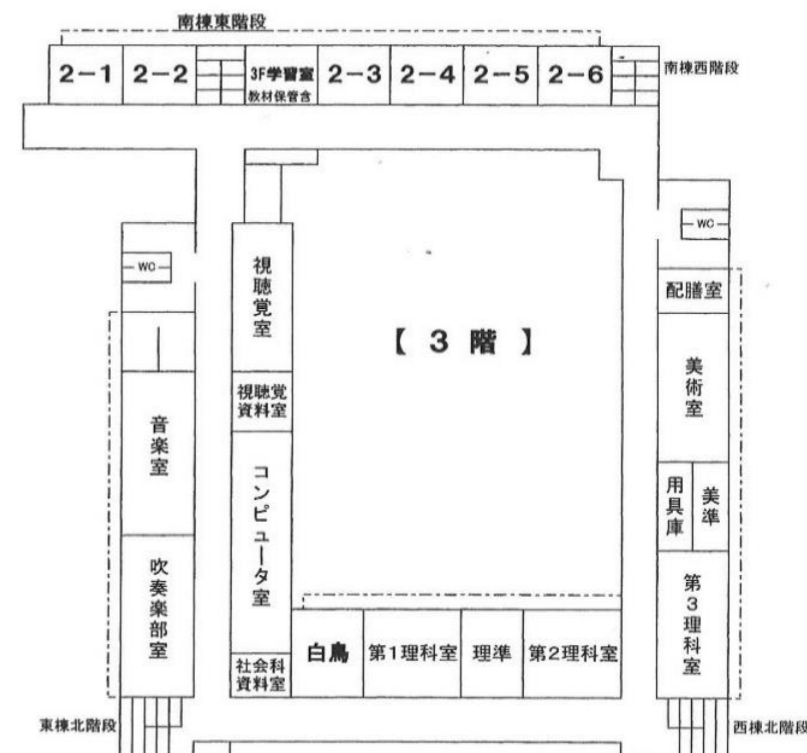 南棟東階段
2-1
2-2
3F学習室
教材保管含
2-3
2-4
2-5
2-6
南棟西階段
WC
WC
視聴覚室
配膳室
【 3 階 】
美術室
視聴覚
資料室
音楽室
コンピュータ室
用具庫
美準
吹奏楽部室
第3理科室
白鳥
第1理科室
理準
第2理科室
社会科
資料室
東棟北階段
西棟北階段